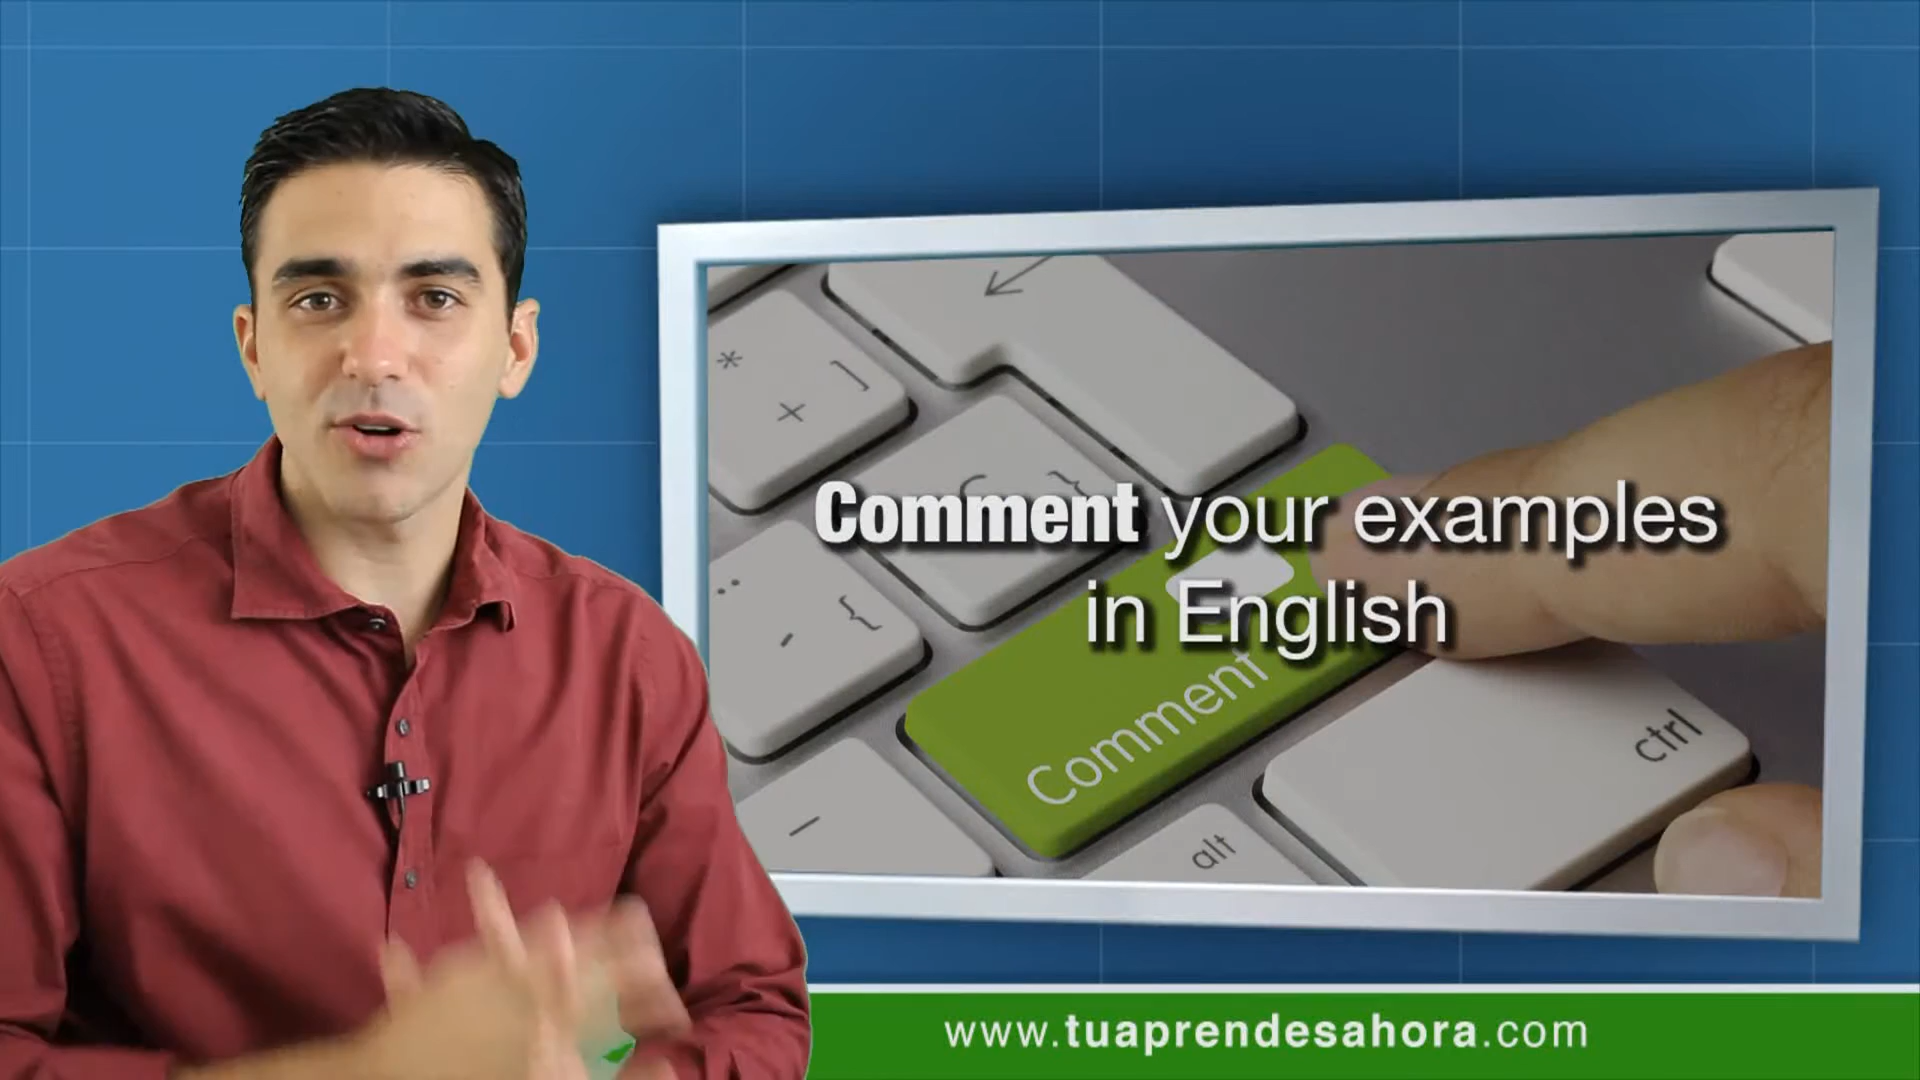 Comment your examples
in English
Comment
ctrl
alt
www.tuaprendesahora.com